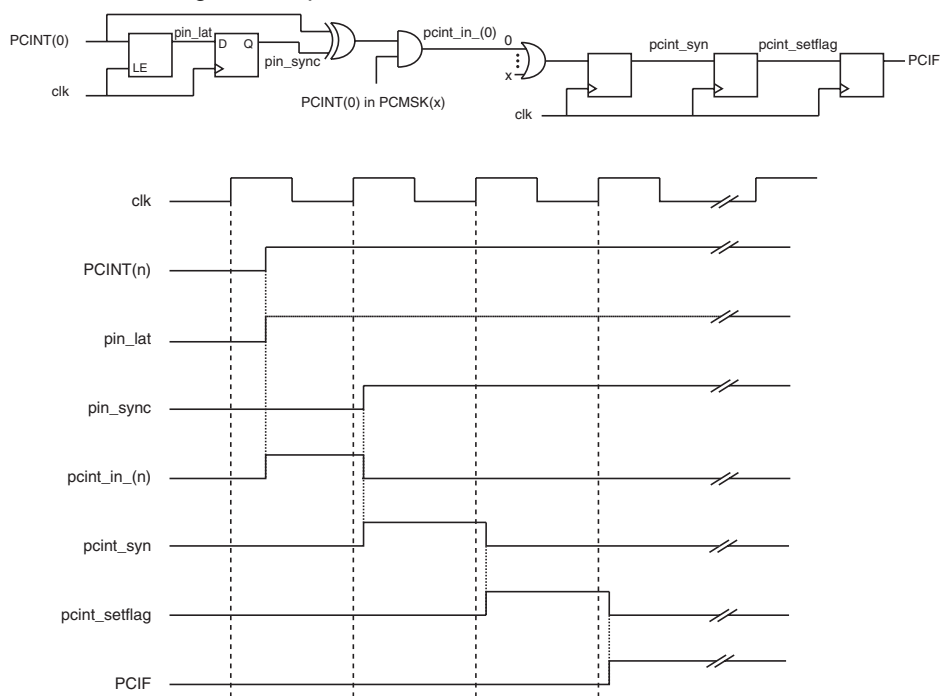 PCINT(0)
pin_lat
D Q
LE
pin_sync
clk
PCINT(0) in PCMSK(x)
pcint_in_(0)
0
x
pcint_syn
pcint_setflag
PCIF
clk
clk
PCINT(n)
pin_lat
pin_sync
pcint_in_(n)
pcint_syn
pcint_setflag
PCIF